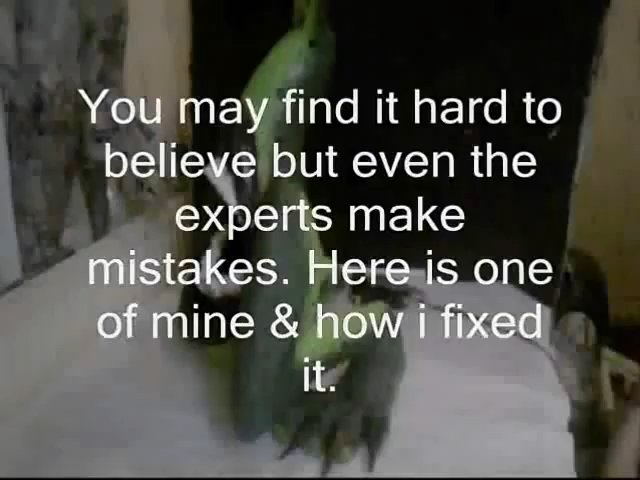 You may find it hard to
believe but even the
experts make
mistakes. Here is one
of mine & how i fixed
it.